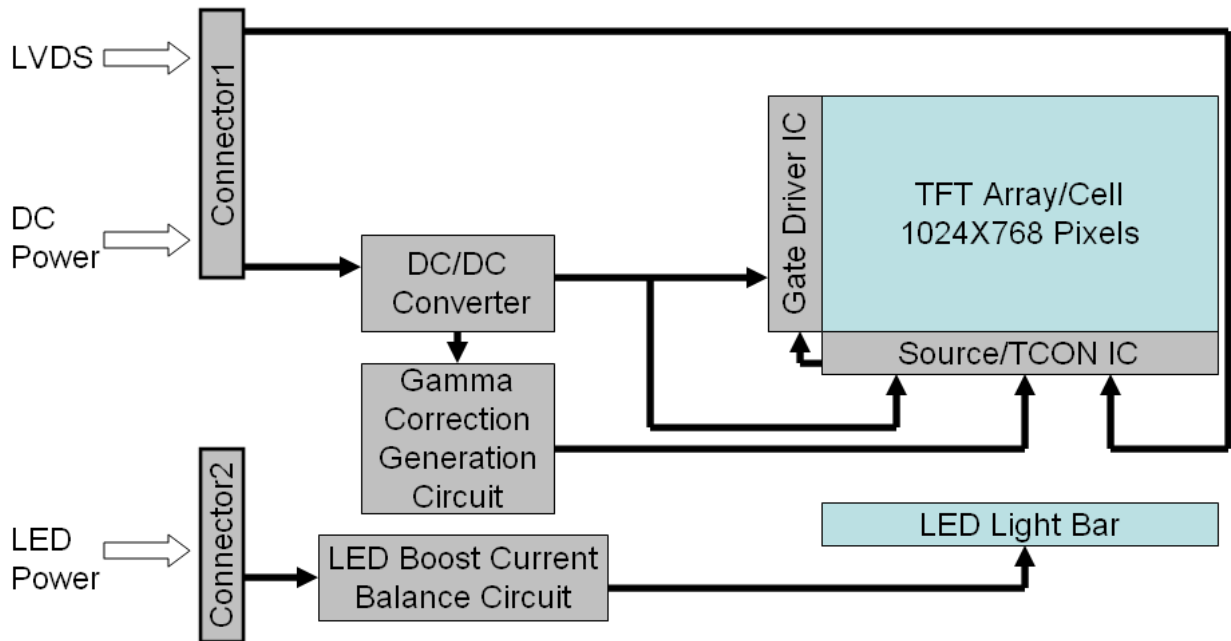 LVDS
Connector1
DC
Power
Gate Driver IC
TFT Array/Cell
1024X768 Pixels
DC/DC
Converter
Source/TCON IC
Gamma
Correction
Generation
Circuit
Connector2
LED
Power
LED Boost Current
Balance Circuit
LED Light Bar